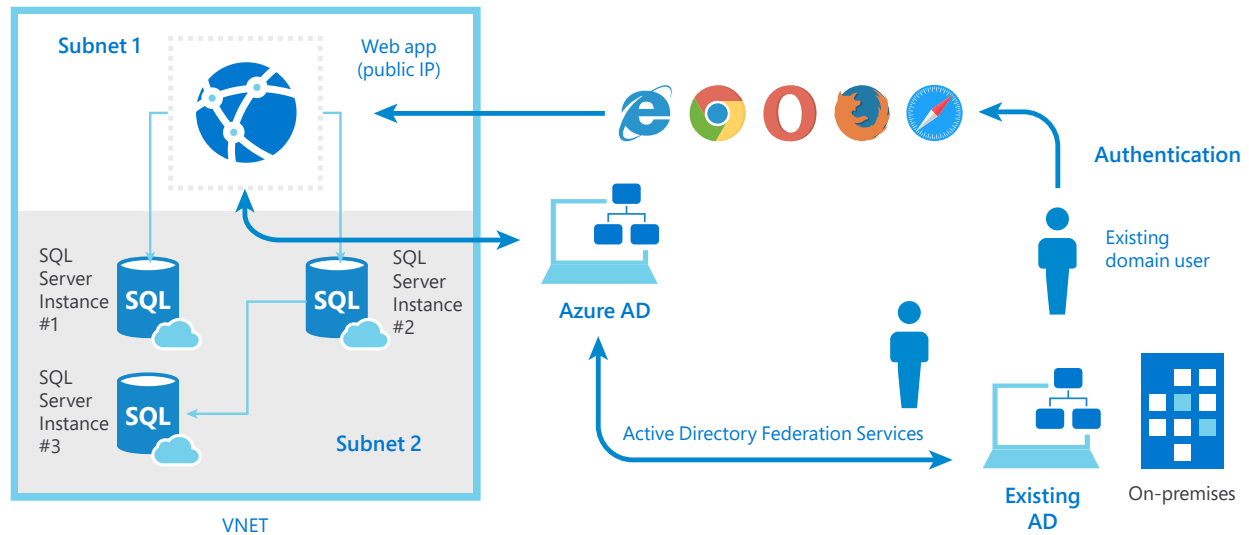 Subnet 1
Web app
(public IP)
Authentication
Existing
domain user
SQL
Server
Instance
#1
SQL
SQL
SQL
Server
Instance
#2
Azure AD
SQL
Server
Instance
#3
SQL
Subnet 2
Active Directory Federation Services
Existing
AD
On-premises
VNET